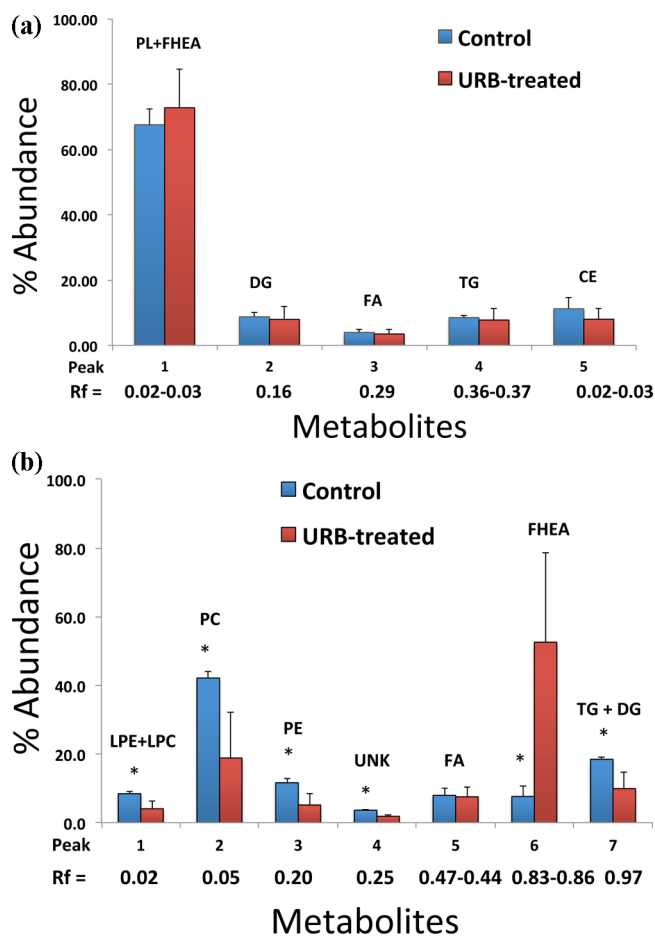 (a)
100.00
80.00
60.00
40.00
20.00
0.00
% Abundance
Control
URB-treated
PL+FHEA
DG
FA
TG
CE
Peak 1 2 3 4 5
Rf = 0.02-0.03 0.16 0.29 0.36-0.37 0.02-0.03
Metabolites
(b)
100.0
80.0
60.0
40.0
20.0
0.0
% Abundance
Control
URB-treated
LPE+LPC
*
PC
*
PE
*
UNK
*
FA
FHEA
*
TG + DG
*
Peak 1 2 3 4 5 6 7
Rf = 0.02 0.05 0.20 0.25 0.47-0.44 0.83-0.86 0.97
Metabolites